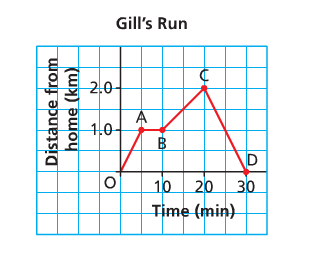 Gill's Run
Distance from
home (km)
2.0
1.0
A
B
C
D
O
10 20 30
Time (min)